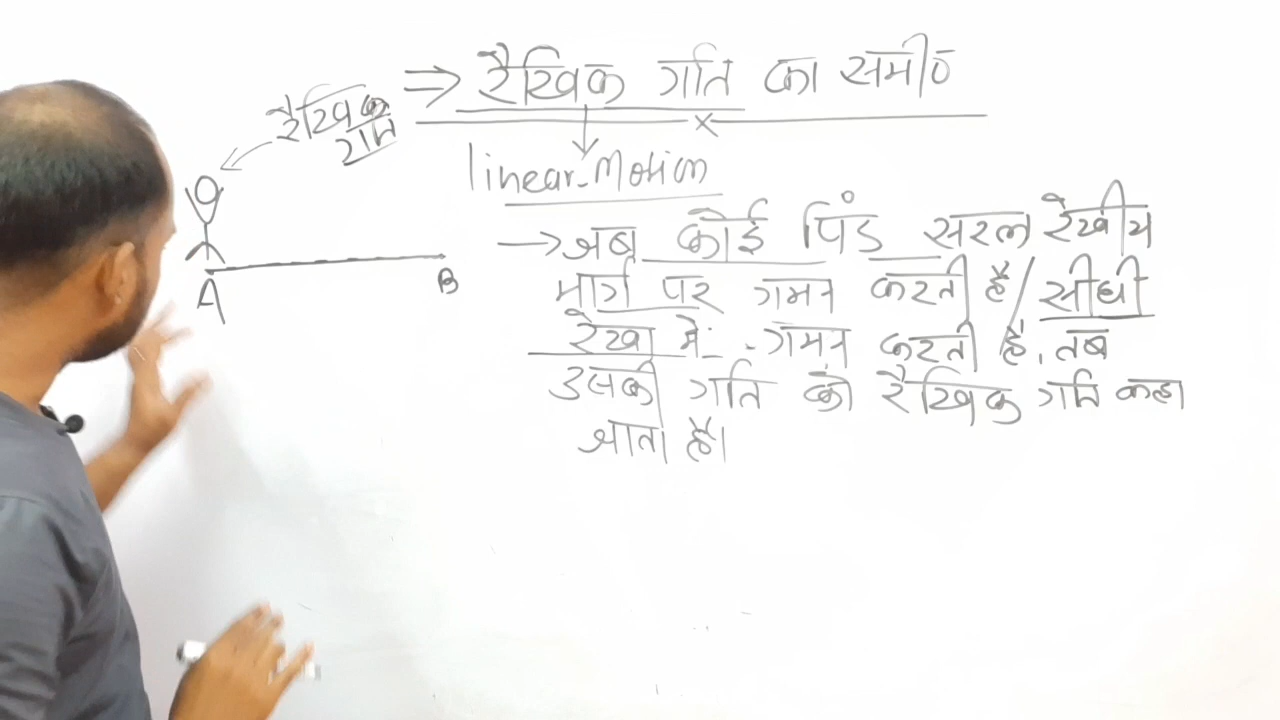 ⇒ रैखिक गति का समी०
रैखिक
गति
linear-Motion
→ जब कोई पिंड सरल रेखीय
मार्ग पर गमन करती है / सीधी
रेखा में गमन करती है, तब
उसकी गति को रैखिक गति कहा
जाता है।
A
B